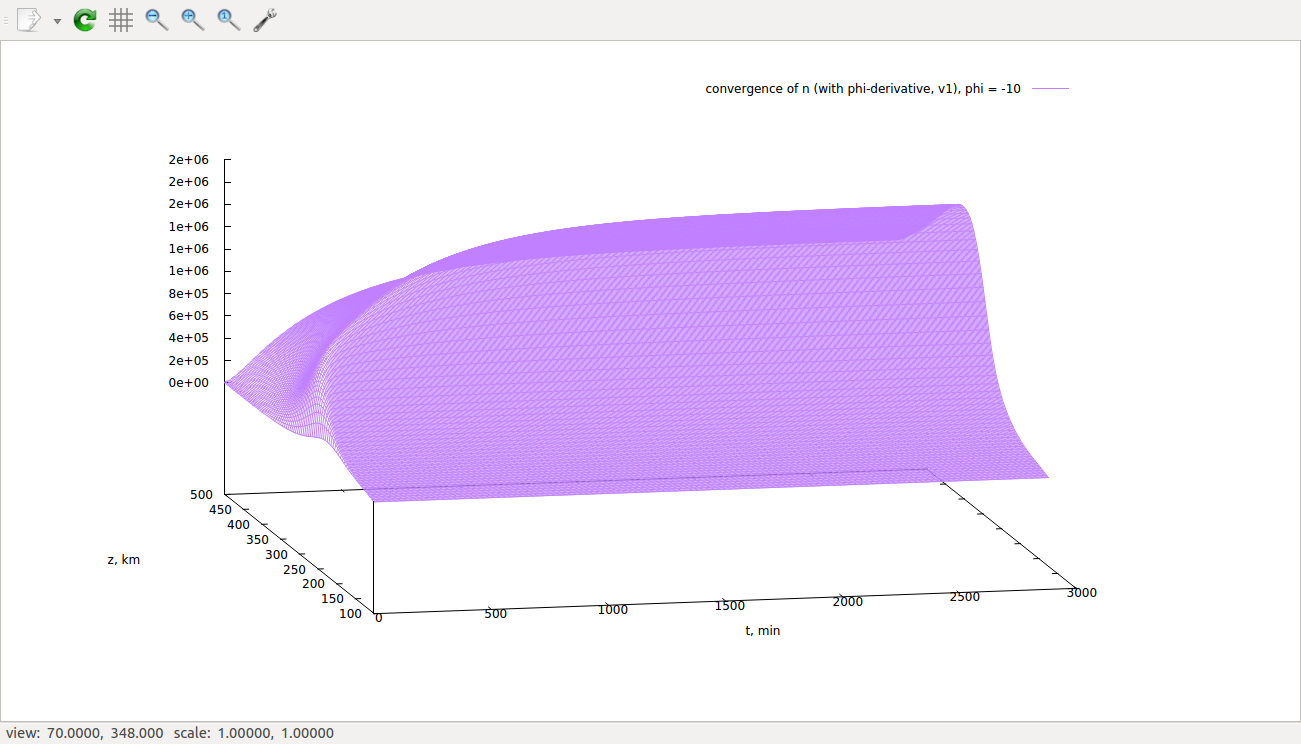 convergence of n (with phi-derivative, v1), phi = -10
2e+06
2e+06
2e+06
1e+06
1e+06
1e+06
8e+05
6e+05
4e+05
2e+05
0e+00
500
450
400
350
300
250
200
150
100
z, km
0
500
1000
1500
2000
2500
3000
t, min
view: 70.0000, 348.000 scale: 1.00000, 1.00000